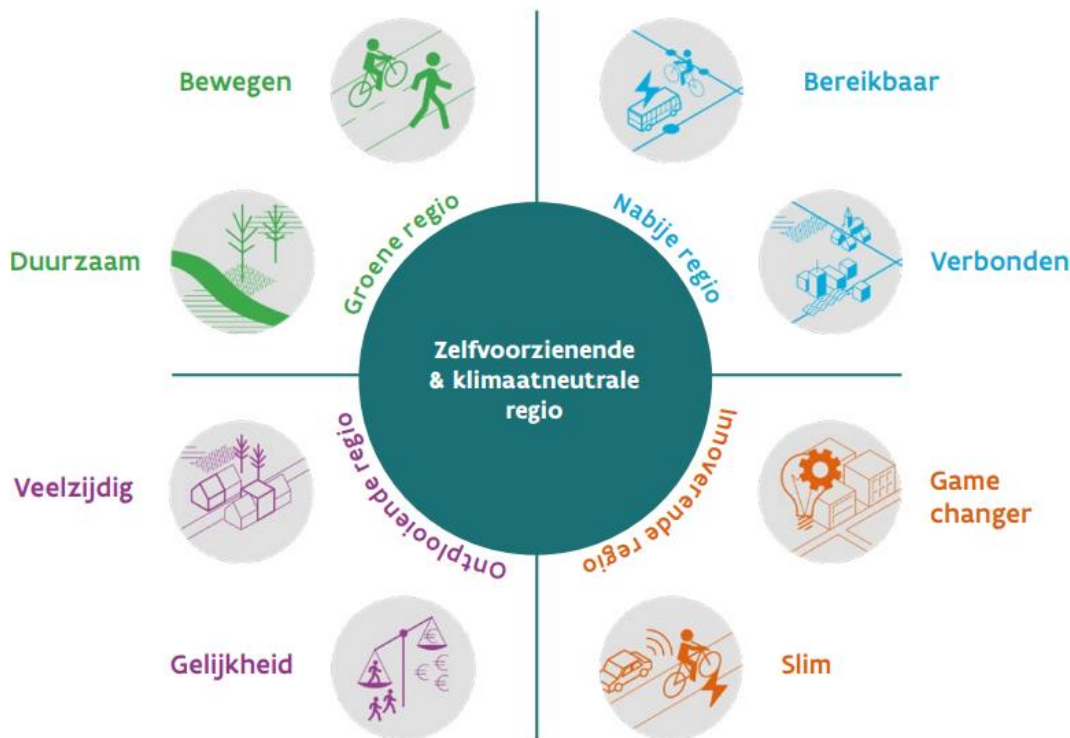 Bewegen
Bereikbaar
Groene regio
Nabije regio
Duurzaam
Verbonden
Zelfvoorzienende
& klimaatneutrale
regio
Veelzijdig
Ontplooiende regio
Innoverende regio
Game
changer
Gelijkheid
Slim